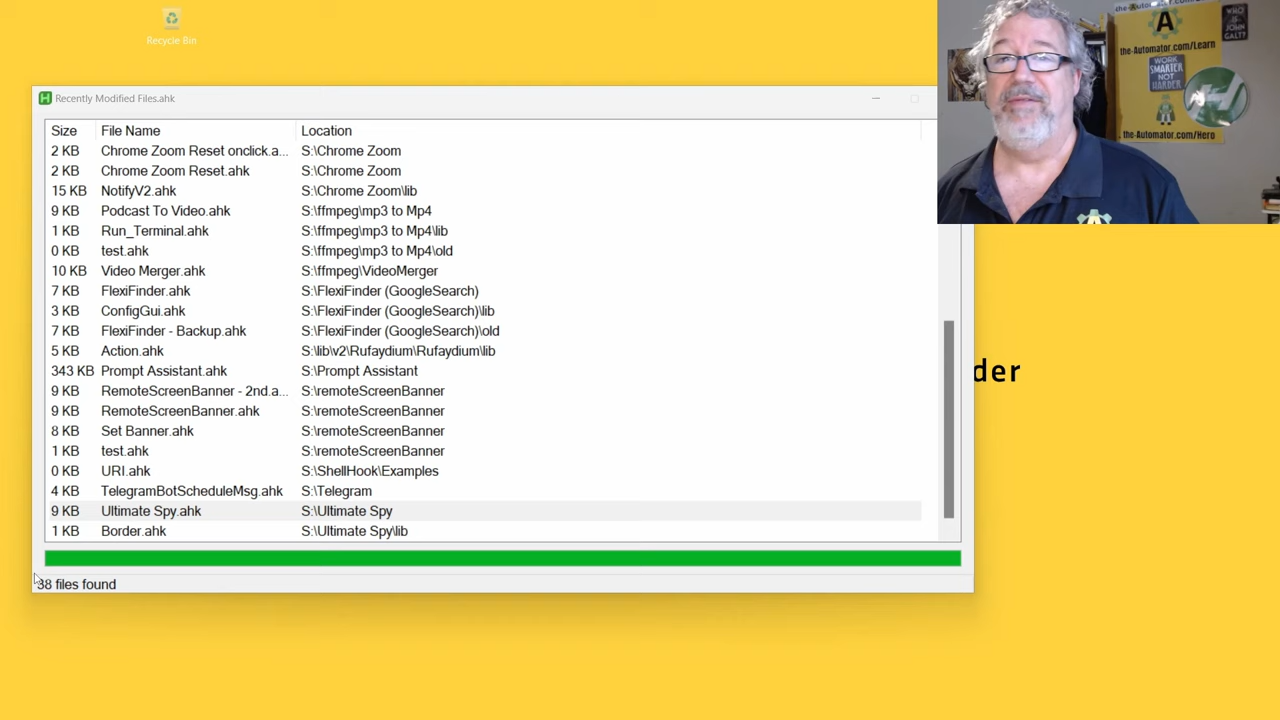 Recycle Bin
Recently Modified Files.ahk
Size File Name Location
2 KB Chrome Zoom Reset onclick.a... S:\Chrome Zoom
2 KB Chrome Zoom Reset.ahk S:\Chrome Zoom
15 KB NotifyV2.ahk S:\Chrome Zoom\lib
9 KB Podcast To Video.ahk S:\ffmpeg\mp3 to Mp4
1 KB Run_Terminal.ahk S:\ffmpeg\mp3 to Mp4\lib
0 KB test.ahk S:\ffmpeg\mp3 to Mp4\old
10 KB Video Merger.ahk S:\ffmpeg\VideoMerger
7 KB FlexiFinder.ahk S:\FlexiFinder (GoogleSearch)
3 KB ConfigGui.ahk S:\FlexiFinder (GoogleSearch)\lib
7 KB FlexiFinder - Backup.ahk S:\FlexiFinder (GoogleSearch)\old
5 KB Action.ahk S:\lib\v2\Rufaydium\Rufaydium\lib
343 KB Prompt Assistant.ahk S:\Prompt Assistant
9 KB RemoteScreenBanner - 2nd.a... S:\remoteScreenBanner
9 KB RemoteScreenBanner.ahk S:\remoteScreenBanner
8 KB Set Banner.ahk S:\remoteScreenBanner
1 KB test.ahk S:\remoteScreenBanner
0 KB URI.ahk S:\ShellHook\Examples
4 KB TelegramBotScheduleMsg.ahk S:\Telegram
9 KB Ultimate Spy.ahk S:\Ultimate Spy
1 KB Border.ahk S:\Ultimate Spy\lib
38 files found
der
A
the-Automator.com/Learn
WORK
SMARTER
NOT
HARDER
the-Automator.com/Hero
WHO
IS
JOHN
GALT?